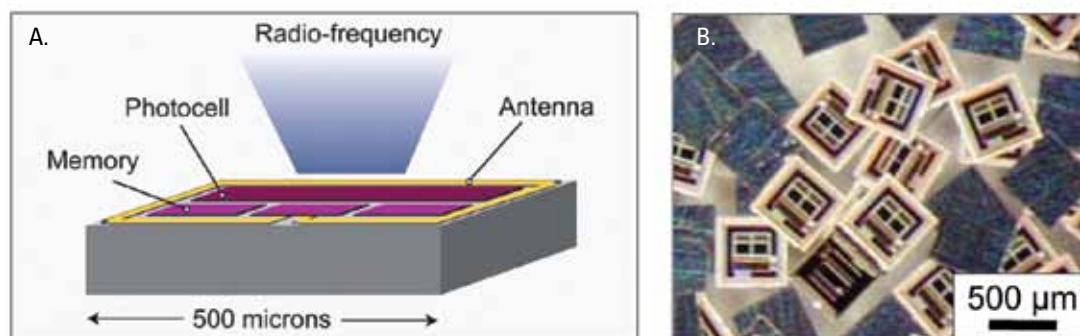 A.
Radio-frequency
Photocell
Antenna
Memory
500 microns
B.
500 µm